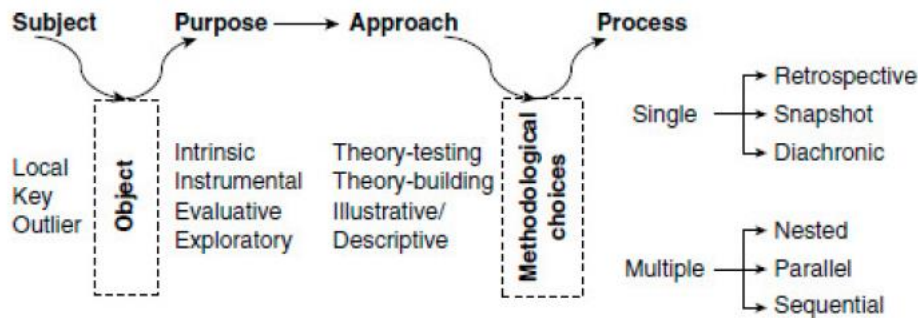 Subject
Purpose
Approach
Process
Local
Key
Outlier
Object
Intrinsic
Instrumental
Evaluative
Exploratory
Theory-testing
Theory-building
Illustrative/
Descriptive
Methodological
choices
Single
Retrospective
Snapshot
Diachronic
Multiple
Nested
Parallel
Sequential